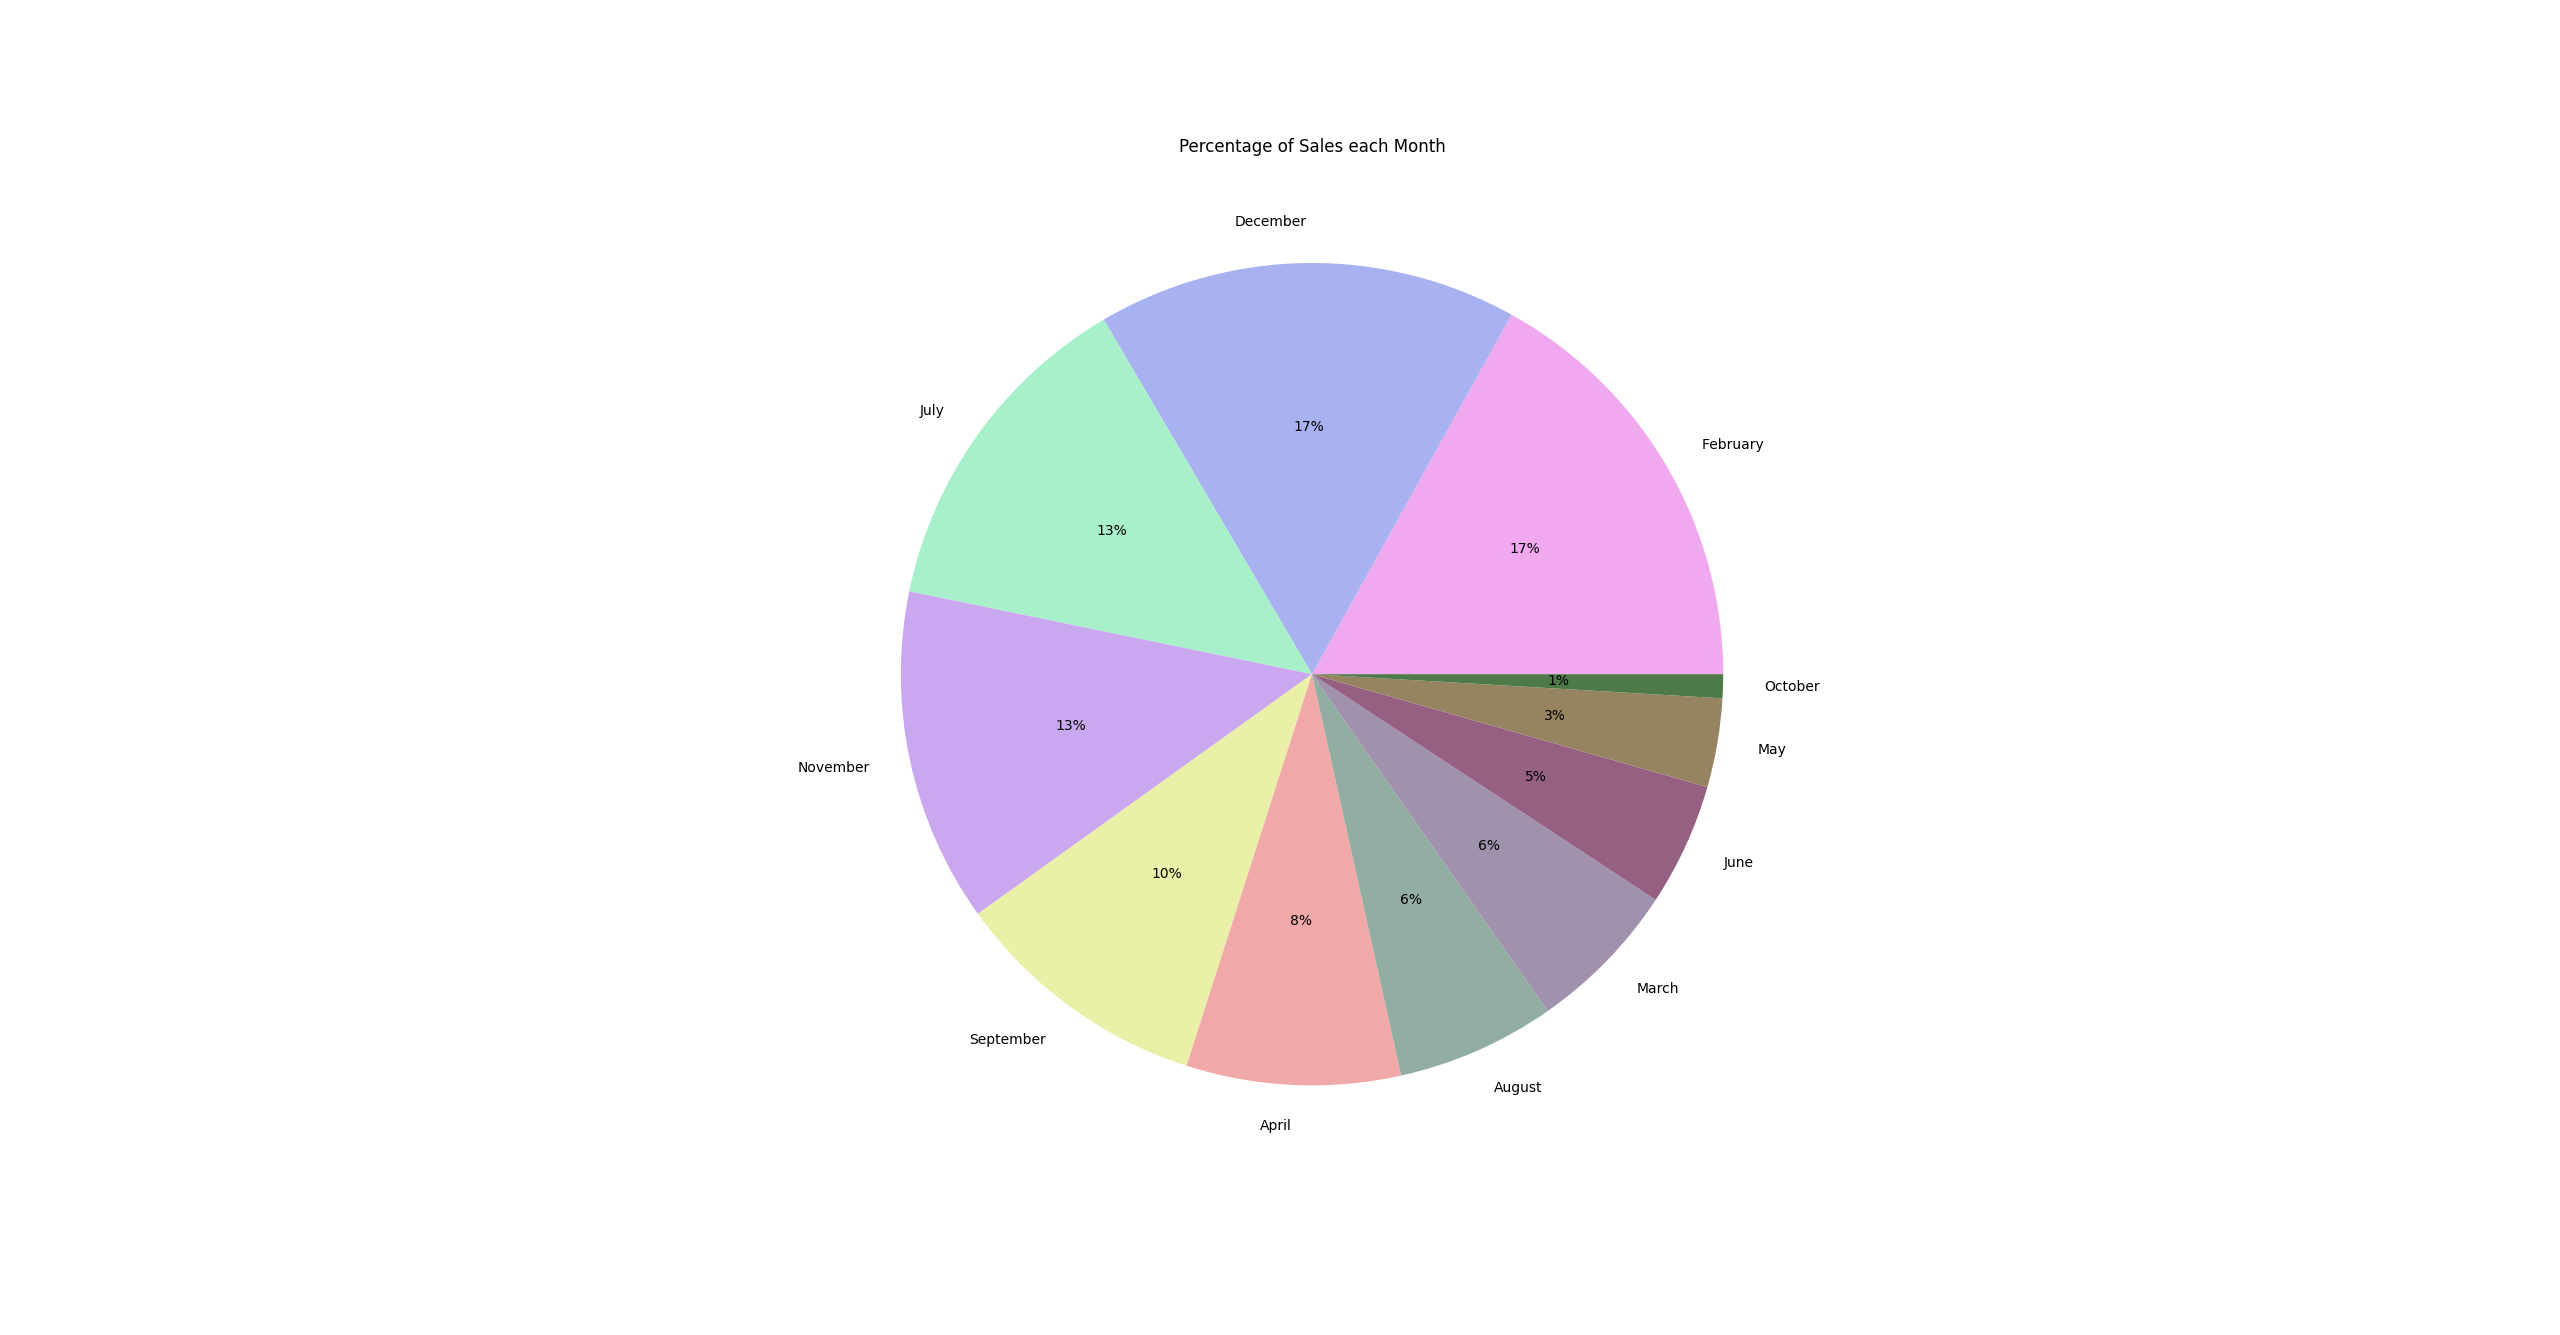 Percentage of Sales each Month
December
July
17%
February
13%
17%
1%
October
3%
May
13%
November
5%
6%
June
10%
6%
8%
March
September
August
April